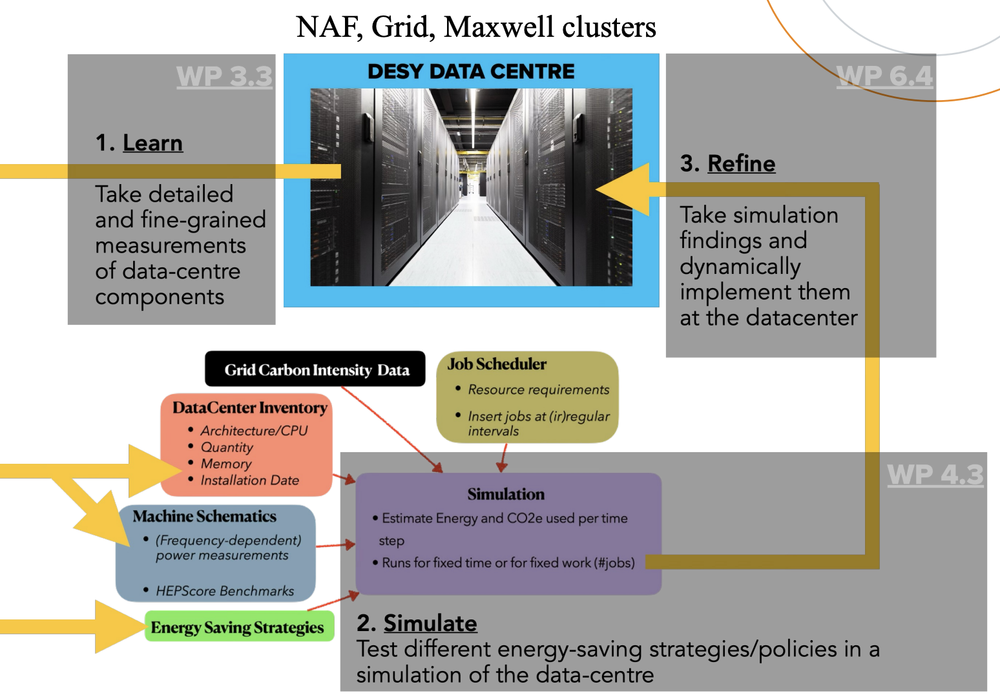 NAF, Grid, Maxwell clusters
WP 3.3
1. Learn
Take detailed
and fine-grained
measurements
of data-centre
components
DESY DATA CENTRE
WP 6.4
3. Refine
Take simulation
findings and
dynamically
implement them
at the datacenter
Grid Carbon Intensity Data
Job Scheduler
• Resource requirements
• Insert jobs at (ir)regular
intervals
DataCenter Inventory
• Architecture/CPU
• Quantity
• Memory
• Installation Date
Machine Schematics
• (Frequency-dependent)
power measurements
• HEPScore Benchmarks
Energy Saving Strategies
WP 4.3
Simulation
• Estimate Energy and CO2e used per time
step
• Runs for fixed time or for fixed work (#jobs)
2. Simulate
Test different energy-saving strategies/policies in a
simulation of the data-centre